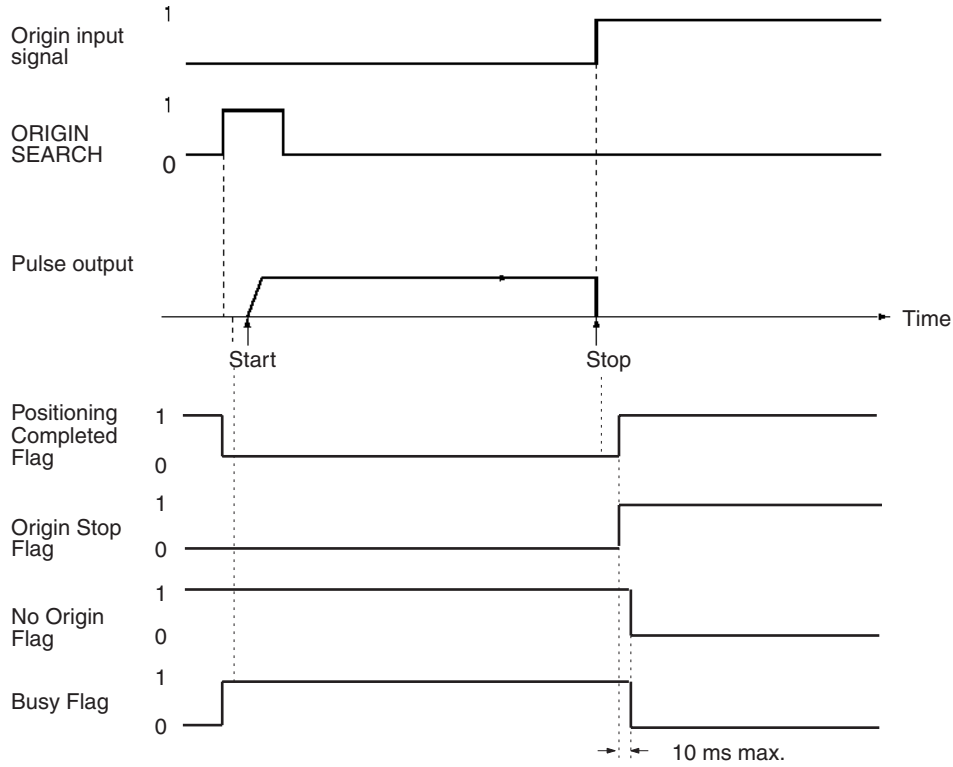 1
Origin input
signal
1
ORIGIN
SEARCH
0
Pulse output
Time
Start
Stop
Positioning
Completed
Flag
1
0
1
Origin Stop
Flag
0
1
No Origin
Flag
0
1
Busy Flag
0
10 ms max.